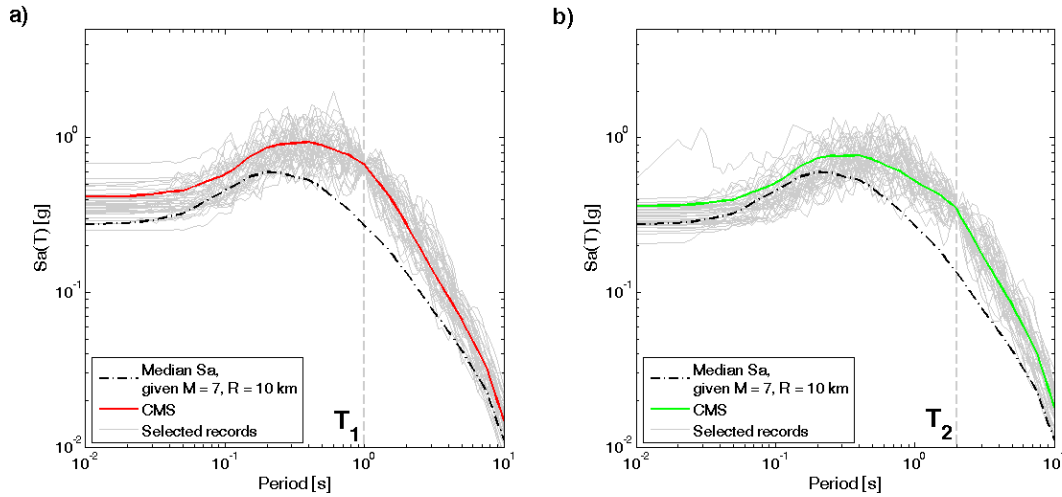 a)
Sa(T) [g]
10^0
10^-1
10^-2
Median Sa,
given M = 7, R = 10 km
CMS
Selected records
T_1
10^-2
10^-1
10^0
10^1
Period [s]
b)
Sa(T) [g]
10^0
10^-1
10^-2
Median Sa,
given M = 7, R = 10 km
CMS
Selected records
T_2
10^-2
10^-1
10^0
10^1
Period [s]